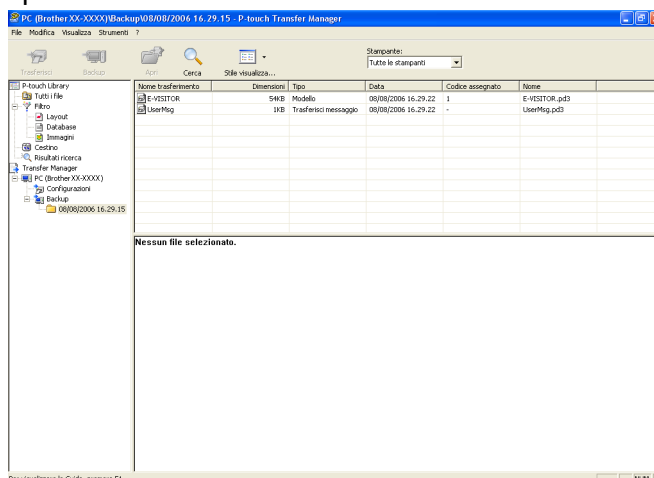 PC (Brother XX-XXXX)\Backup\08/08/2006 16.29.15 - P-touch Transfer Manager
File Modifica Visualizza Strumenti ?
Trasferisci Backup Apri Cerca Stile visualizza...
Stampante:
Tutte le stampanti
P-touch Library
Tutti i file
Filtro
Layout
Database
Immagini
Cestino
Risultati ricerca
Transfer Manager
PC (Brother XX-XXXX)
Configurazioni
Backup
08/08/2006 16.29.15
Nome trasferimento Dimensioni Tipo Data Codice assegnato Nome
E-VISITOR 54KB Modello 08/08/2006 16.29.22 1 E-VISITOR.pd3
UserMsg 1KB Trasferisci messaggio 08/08/2006 16.29.22 - UserMsg.pd3
Nessun file selezionato.